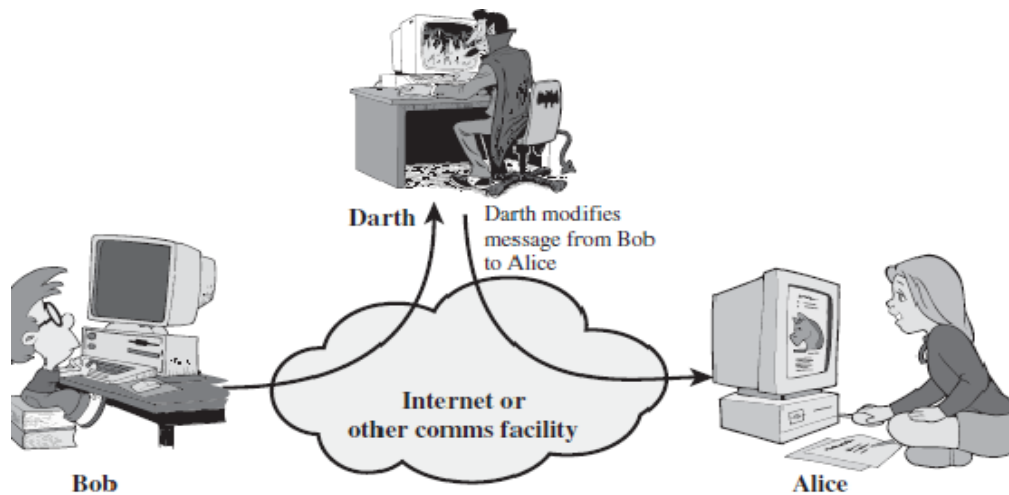 Darth
Darth modifies
message from Bob
to Alice
Internet or
other comms facility
Bob
Alice